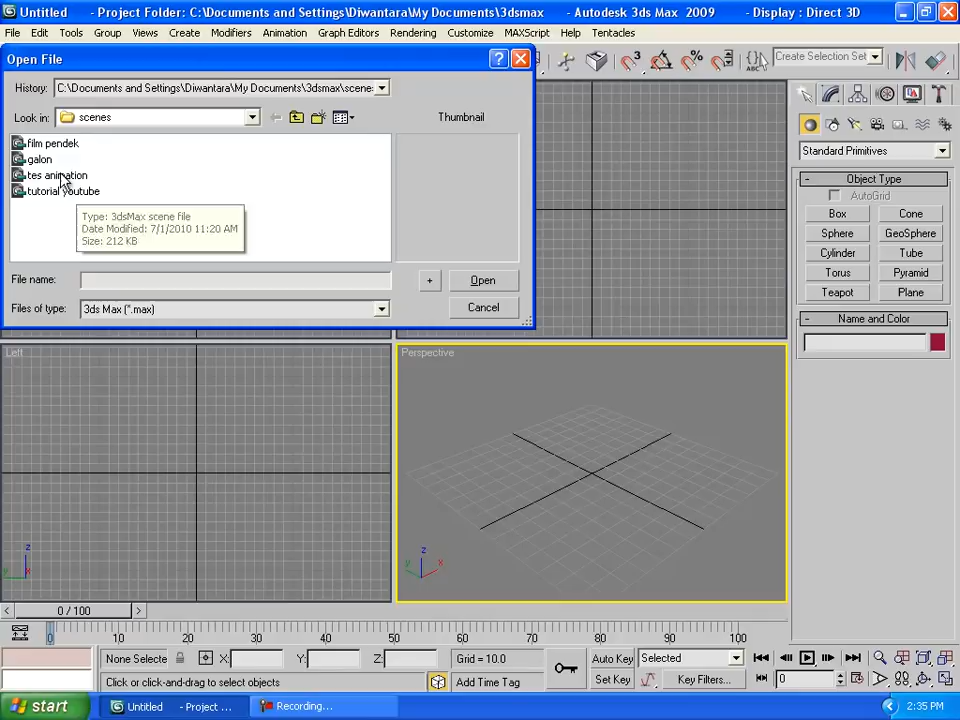 Untitled - Project Folder: C:\Documents and Settings\Diwantara\My Documents\3dsmax - Autodesk 3ds Max 2009 - Display : Direct 3D
File Edit Tools Group Views Create Modifiers Animation Graph Editors Rendering Customize MAXScript Help Tentacles
Open File
Create Selection Set
History: C:\Documents and Settings\Diwantara\My Documents\3dsmax\scene:
Look in: scenes
Thumbnail
film pendek
galon
tes animation
tutorial youtube
Type: 3dsMax scene file
Date Modified: 7/1/2010 11:20 AM
Size: 212 KB
File name:
+
Open
Files of type: 3ds Max (*.max)
Cancel
Standard Primitives
- Object Type
AutoGrid
Box Cone
Sphere GeoSphere
Cylinder Tube
Torus Pyramid
Teapot Plane
- Name and Color
Left
Perspective
z
y x
z
y x
< 0 / 100 >
0 10 20 30 40 50 60 70 80 90 100
None Selecte X: Y: Z: Grid = 10.0
Auto Key Selected
Click or click-and-drag to select objects
Add Time Tag
Set Key Key Filters...
0
start
Untitled - Project ...
Recording...
2:35 PM